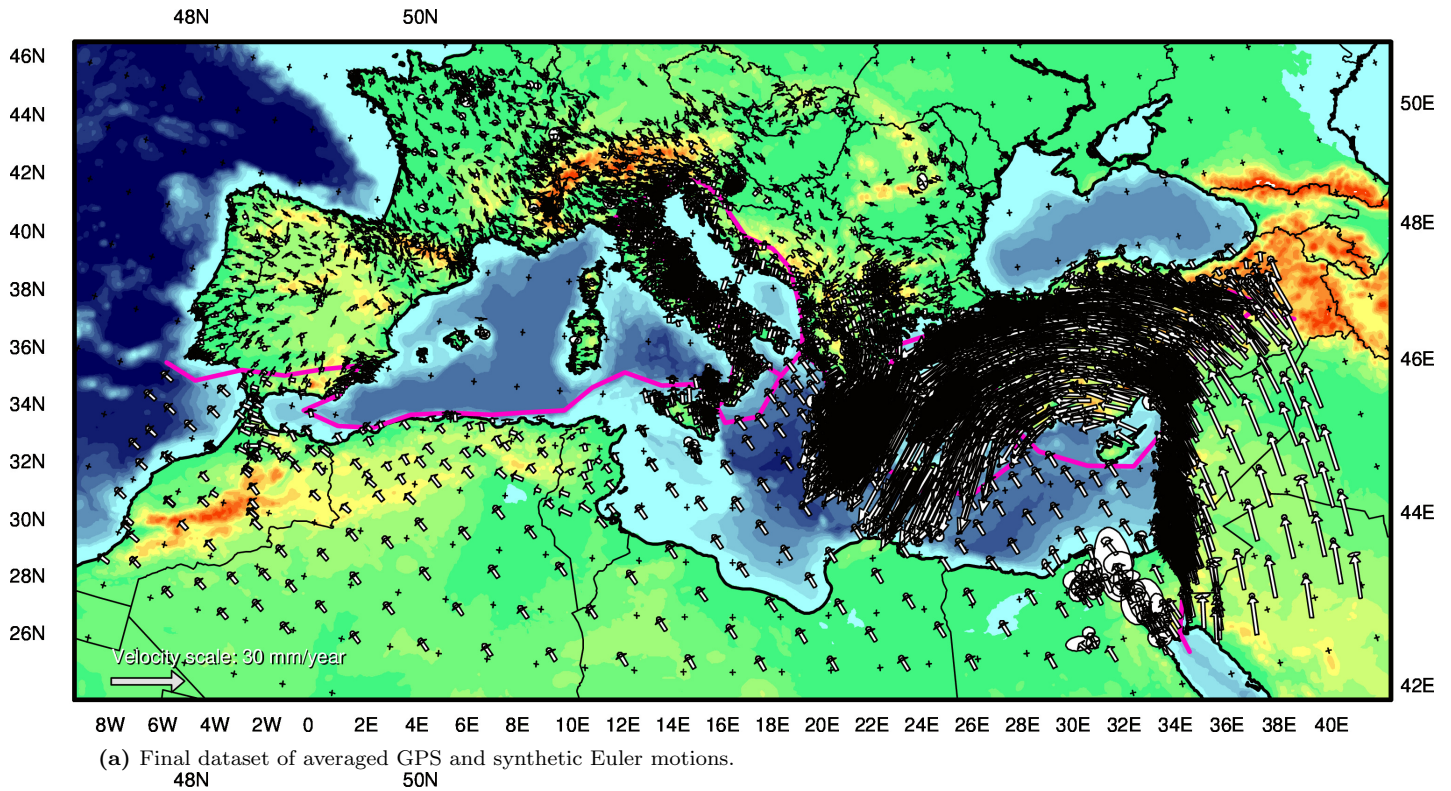 48N 50N
46N
44N
50E
42N
40N
48E
38N
36N
46E
34N
32N
30N
44E
28N
26N
Velocity scale: 30 mm/year
42E
8W 6W 4W 2W 0 2E 4E 6E 8E 10E 12E 14E 16E 18E 20E 22E 24E 26E 28E 30E 32E 34E 36E 38E 40E
(a) Final dataset of averaged GPS and synthetic Euler motions.
48N 50N